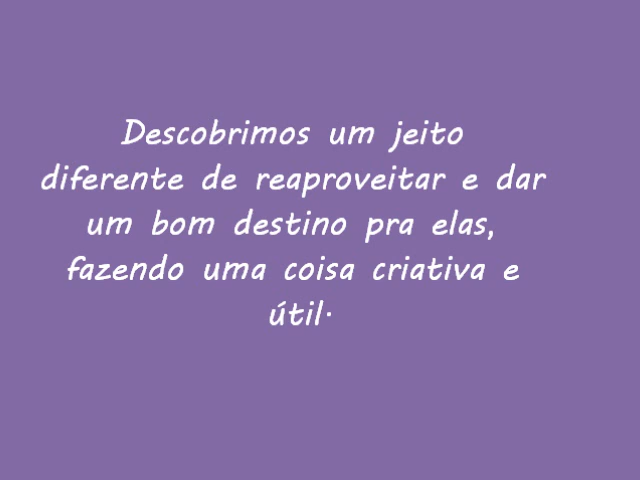 Descobrimos um jeito
diferente de reaproveitar e dar
um bom destino pra elas,
fazendo uma coisa criativa e
útil.